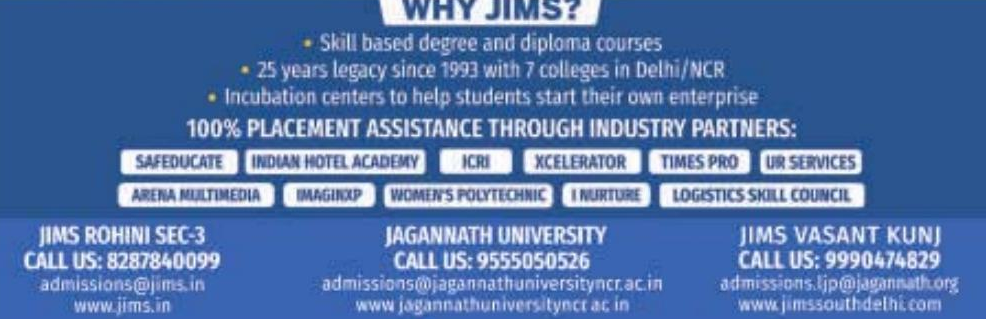 WHY JIMS?
• Skill based degree and diploma courses
• 25 years legacy since 1993 with 7 colleges in Delhi/NCR
• Incubation centers to help students start their own enterprise
100% PLACEMENT ASSISTANCE THROUGH INDUSTRY PARTNERS:
SAFEDUCATE INDIAN HOTEL ACADEMY ICRI XCELERATOR TIMES PRO UR SERVICES
ARENA MULTIMEDIA IMAGINXP WOMEN'S POLYTECHNIC I NURTURE LOGISTICS SKILL COUNCIL
JIMS ROHINI SEC-3
CALL US: 8287840099
admissions@jims.in
www.jims.in
JAGANNATH UNIVERSITY
CALL US: 9555050526
admissions@jagannathuniversityncr.ac.in
www.jagannathuniversityncr.ac.in
JIMS VASANT KUNJ
CALL US: 9990474829
admissions.ljp@jagannath.org
www.jimssouthdelhi.com